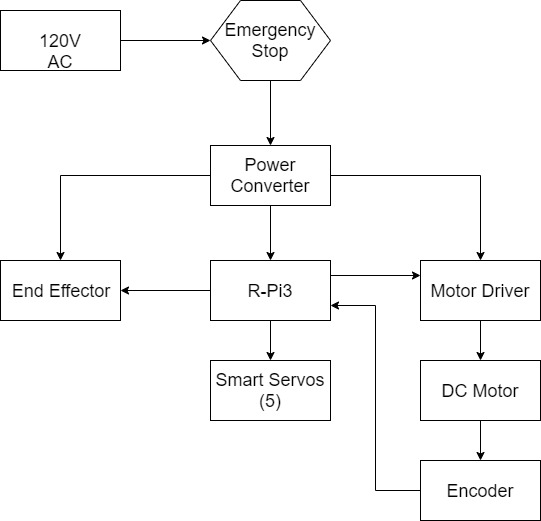 120V
AC
Emergency
Stop
Power
Converter
End Effector
R-Pi3
Motor Driver
Smart Servos
(5)
DC Motor
Encoder